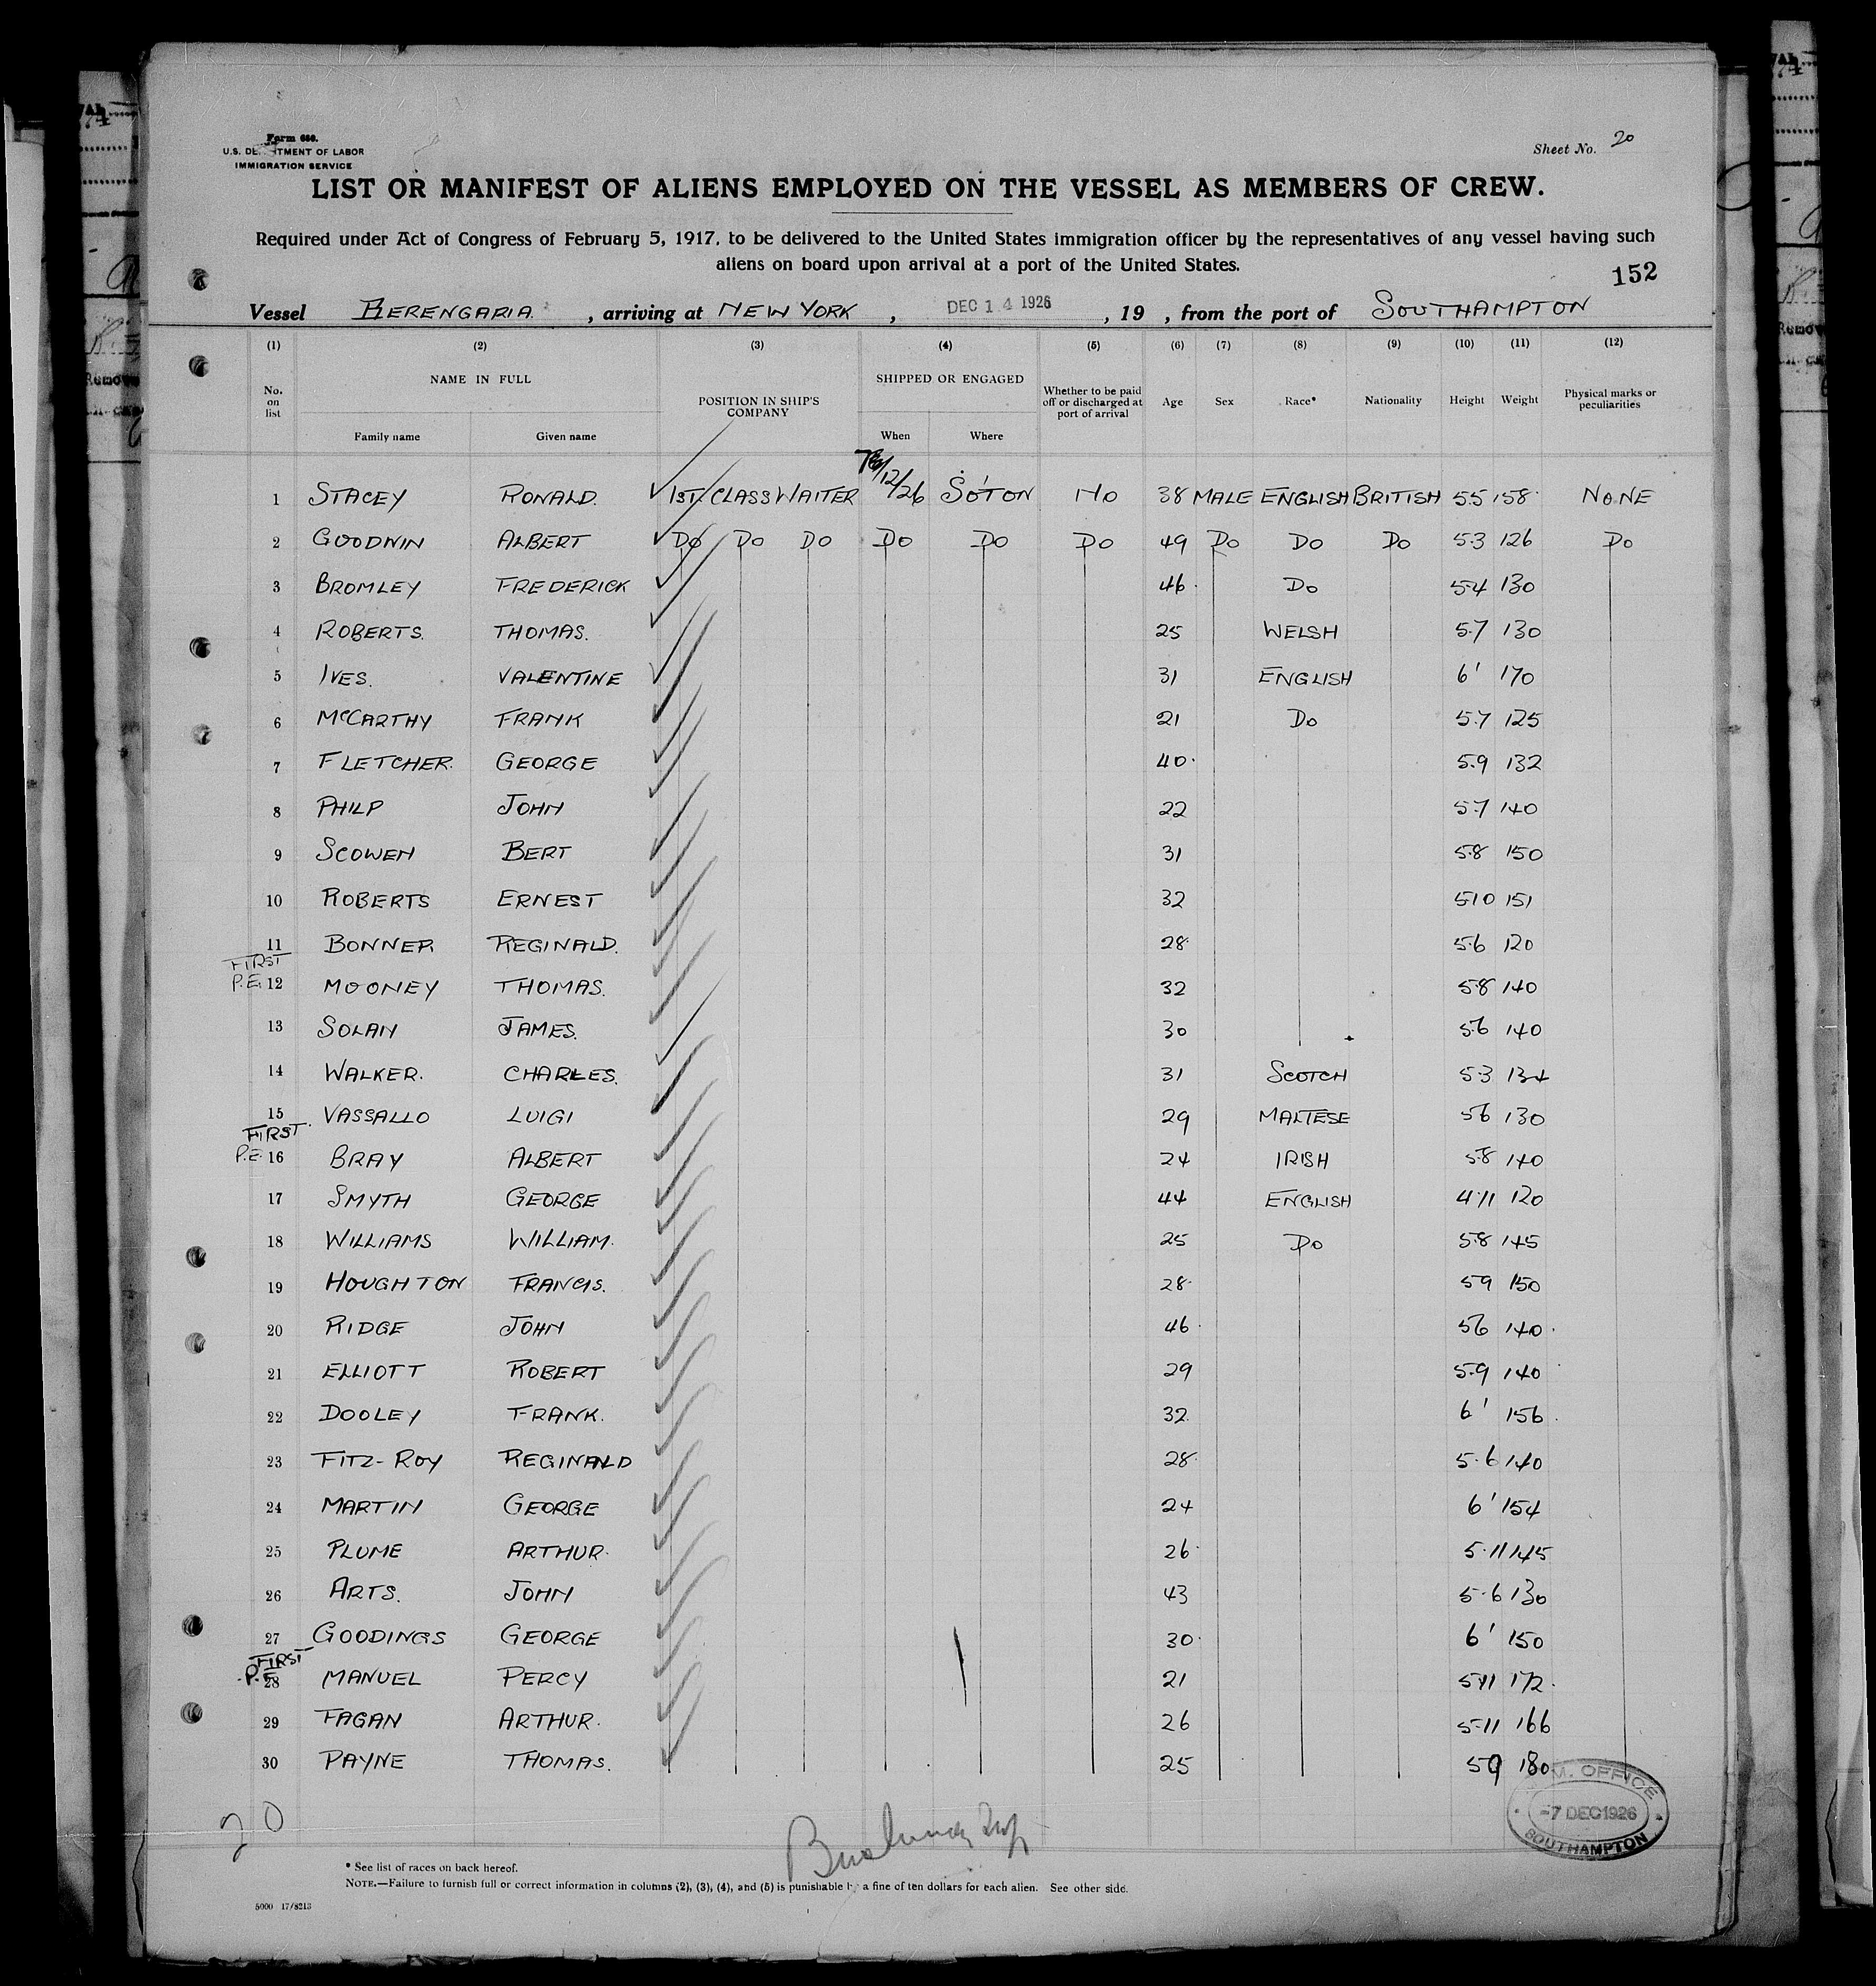 Form 686.
U.S. DEPARTMENT OF LABOR
IMMIGRATION SERVICE
Sheet No. 20
LIST OR MANIFEST OF ALIENS EMPLOYED ON THE VESSEL AS MEMBERS OF CREW.
Required under Act of Congress of February 5, 1917, to be delivered to the United States immigration officer by the representatives of any vessel having such
aliens on board upon arrival at a port of the United States.
152
Vessel BERENGARIA, arriving at NEW YORK, DEC 14 1926, 19 , from the port of SOUTHAMPTON
(1) (2) (3) (4) (5) (6) (7) (8) (9) (10) (11) (12)
No. on list NAME IN FULL Family name Given name POSITION IN SHIP'S COMPANY SHIPPED OR ENGAGED When Where Whether to be paid off or discharged at port of arrival Age Sex Race* Nationality Height Weight Physical marks or peculiarities
1 STACEY RONALD. 1ST CLASS WAITER /12/26 SO'TON NO 38 MALE ENGLISH BRITISH 5.5 158 NONE
2 GOODWIN ALBERT DO DO DO DO DO DO 49 DO DO DO 5.3 126 DO
3 BROMLEY FREDERICK 46 DO 5.4 130
4 ROBERTS. THOMAS. 25 WELSH 5.7 130
5 IVES. VALENTINE 31 ENGLISH 6' 170
6 McCARTHY FRANK 21 DO 5.7 125
7 FLETCHER. GEORGE 40 5.9 132
8 PHILP JOHN 22 5.7 140
9 SCOWEN BERT 31 5.8 150
10 ROBERTS ERNEST 32 5.10 151
11 BONNER REGINALD. 28 5.6 120
FIRST
P.E. 12 MOONEY THOMAS. 32 5.8 140
13 SOLAN JAMES. 30 5.6 140
14 WALKER. CHARLES. 31 SCOTCH 5.3 134
15 VASSALLO LUIGI 29 MALTESE 5.6 130
FIRST.
P.E. 16 BRAY ALBERT 24 IRISH 5.8 140
17 SMYTH GEORGE 44 ENGLISH 4.11 120
18 WILLIAMS WILLIAM. 25 DO 5.8 145
19 HOUGHTON FRANCIS. 28 5.9 150
20 RIDGE JOHN 46 5.6 140
21 ELLIOTT ROBERT 29 5.9 140
22 DOOLEY FRANK. 32 6' 156
23 FITZ-ROY REGINALD 28 5.6 140
24 MARTIN GEORGE 24 6' 154
25 PLUME ARTHUR. 26 5.11 145
26 ARTS. JOHN 43 5.6 130
27 GOODINGS GEORGE 30 6' 150
FIRST
P.E. 28 MANUEL PERCY 21 5.11 172
29 FAGAN ARTHUR. 26 5.11 166
30 PAYNE THOMAS. 25 5.9 180
IMM. OFFICE
-7 DEC 1926
SOUTHAMPTON
20
* See list of races on back hereof.
NOTE.—Failure to furnish full or correct information in columns (2), (3), (4), and (5) is punishable by a fine of ten dollars for each alien. See other side.
5000 17/8213